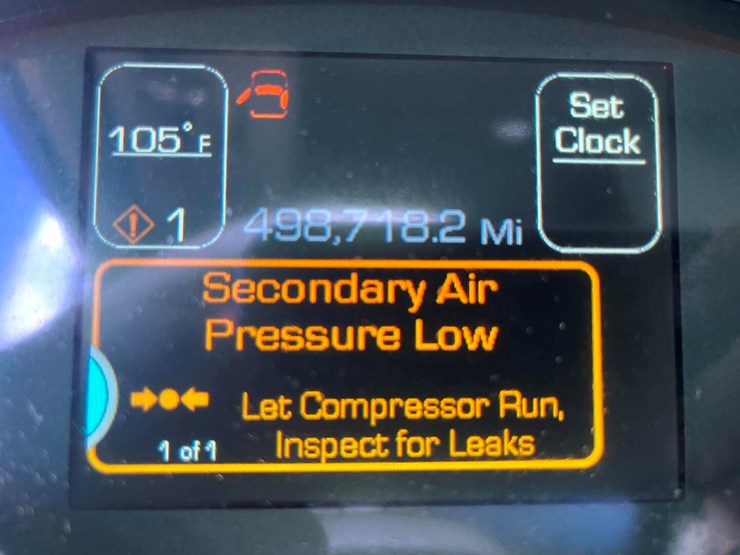 105°F
Set
Clock
1
498,718.2 Mi
Secondary Air
Pressure Low
Let Compressor Run,
1 of 1
Inspect for Leaks